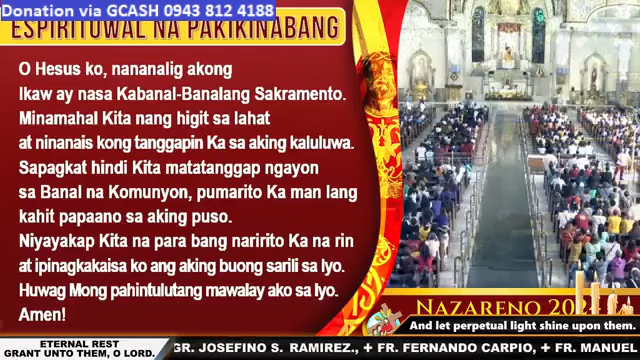 Donation via GCASH 0943 812 4188
ESPIRITUWAL NA PAKIKINABANG
O Hesus ko, nananalig akong
Ikaw ay nasa Kabanal-Banalang Sakramento.
Minamahal Kita nang higit sa lahat
at ninanais kong tanggapin Ka sa aking kaluluwa.
Sapagkat hindi Kita matatanggap ngayon
sa Banal na Komunyon, pumarito Ka man lang
kahit papaano sa aking puso.
Niyayakap Kita na para bang naririto Ka na rin
at ipinagkakaisa ko ang aking buong sarili sa Iyo.
Huwag Mong pahintulutang mawalay ako sa Iyo.
Amen!
NAZARENO
And let perpetual light shine upon them.
ETERNAL REST
GRANT UNTO THEM, O LORD.
GR. JOSEFINO S. RAMIREZ., + FR. FERNANDO CARPIO, + FR. MANUEL